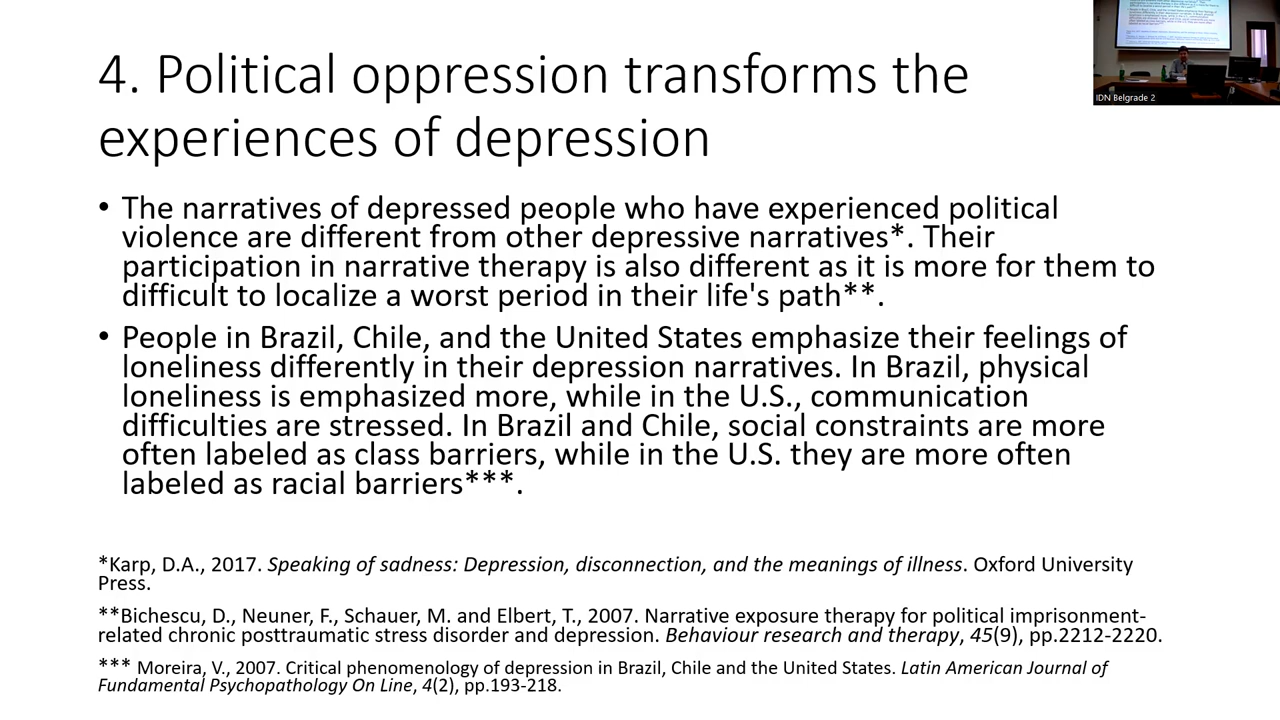 4. Political oppression transforms the
experiences of depression
• The narratives of depressed people who have experienced political
violence are different from other depressive narratives*. Their
participation in narrative therapy is also different as it is more for them to
difficult to localize a worst period in their life's path**.
• People in Brazil, Chile, and the United States emphasize their feelings of
loneliness differently in their depression narratives. In Brazil, physical
loneliness is emphasized more, while in the U.S., communication
difficulties are stressed. In Brazil and Chile, social constraints are more
often labeled as class barriers, while in the U.S. they are more often
labeled as racial barriers***.
*Karp, D.A., 2017. Speaking of sadness: Depression, disconnection, and the meanings of illness. Oxford University
Press.
**Bichescu, D., Neuner, F., Schauer, M. and Elbert, T., 2007. Narrative exposure therapy for political imprisonment-
related chronic posttraumatic stress disorder and depression. Behaviour research and therapy, 45(9), pp.2212-2220.
*** Moreira, V., 2007. Critical phenomenology of depression in Brazil, Chile and the United States. Latin American Journal of
Fundamental Psychopathology On Line, 4(2), pp.193-218.
IDN Belgrade 2